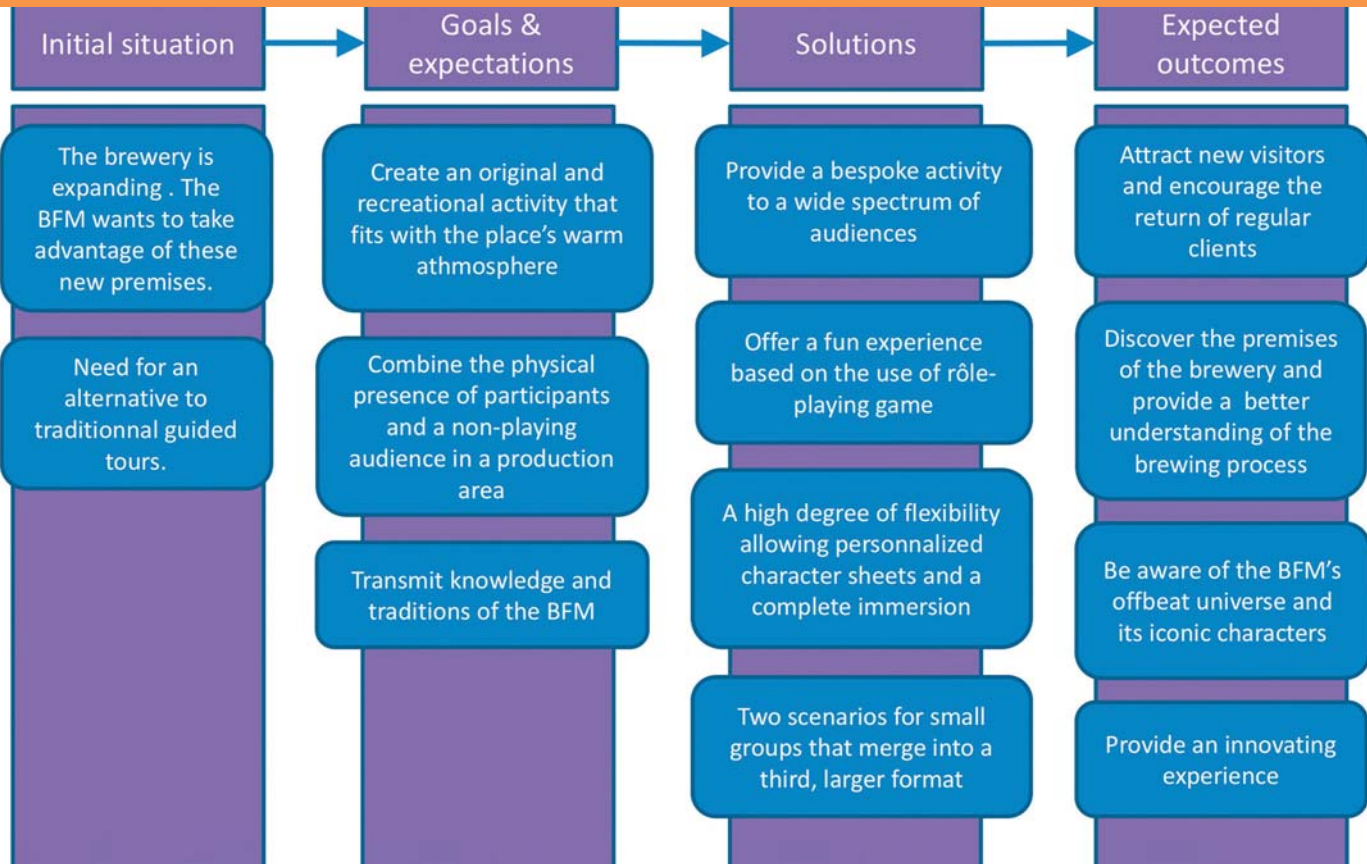 Initial situation
Goals &
expectations
Solutions
Expected
outcomes
The brewery is
expanding . The
BFM wants to take
advantage of these
new premises.
Need for an
alternative to
traditionnal guided
tours.
Create an original and
recreational activity that
fits with the place’s warm
athmosphere
Combine the physical
presence of participants
and a non-playing
audience in a production
area
Transmit knowledge and
traditions of the BFM
Provide a bespoke activity
to a wide spectrum of
audiences
Offer a fun experience
based on the use of rôle-
playing game
A high degree of flexibility
allowing personnalized
character sheets and a
complete immersion
Two scenarios for small
groups that merge into a
third, larger format
Attract new visitors
and encourage the
return of regular
clients
Discover the premises
of the brewery and
provide a better
understanding of the
brewing process
Be aware of the BFM’s
offbeat universe and
its iconic characters
Provide an innovating
experience